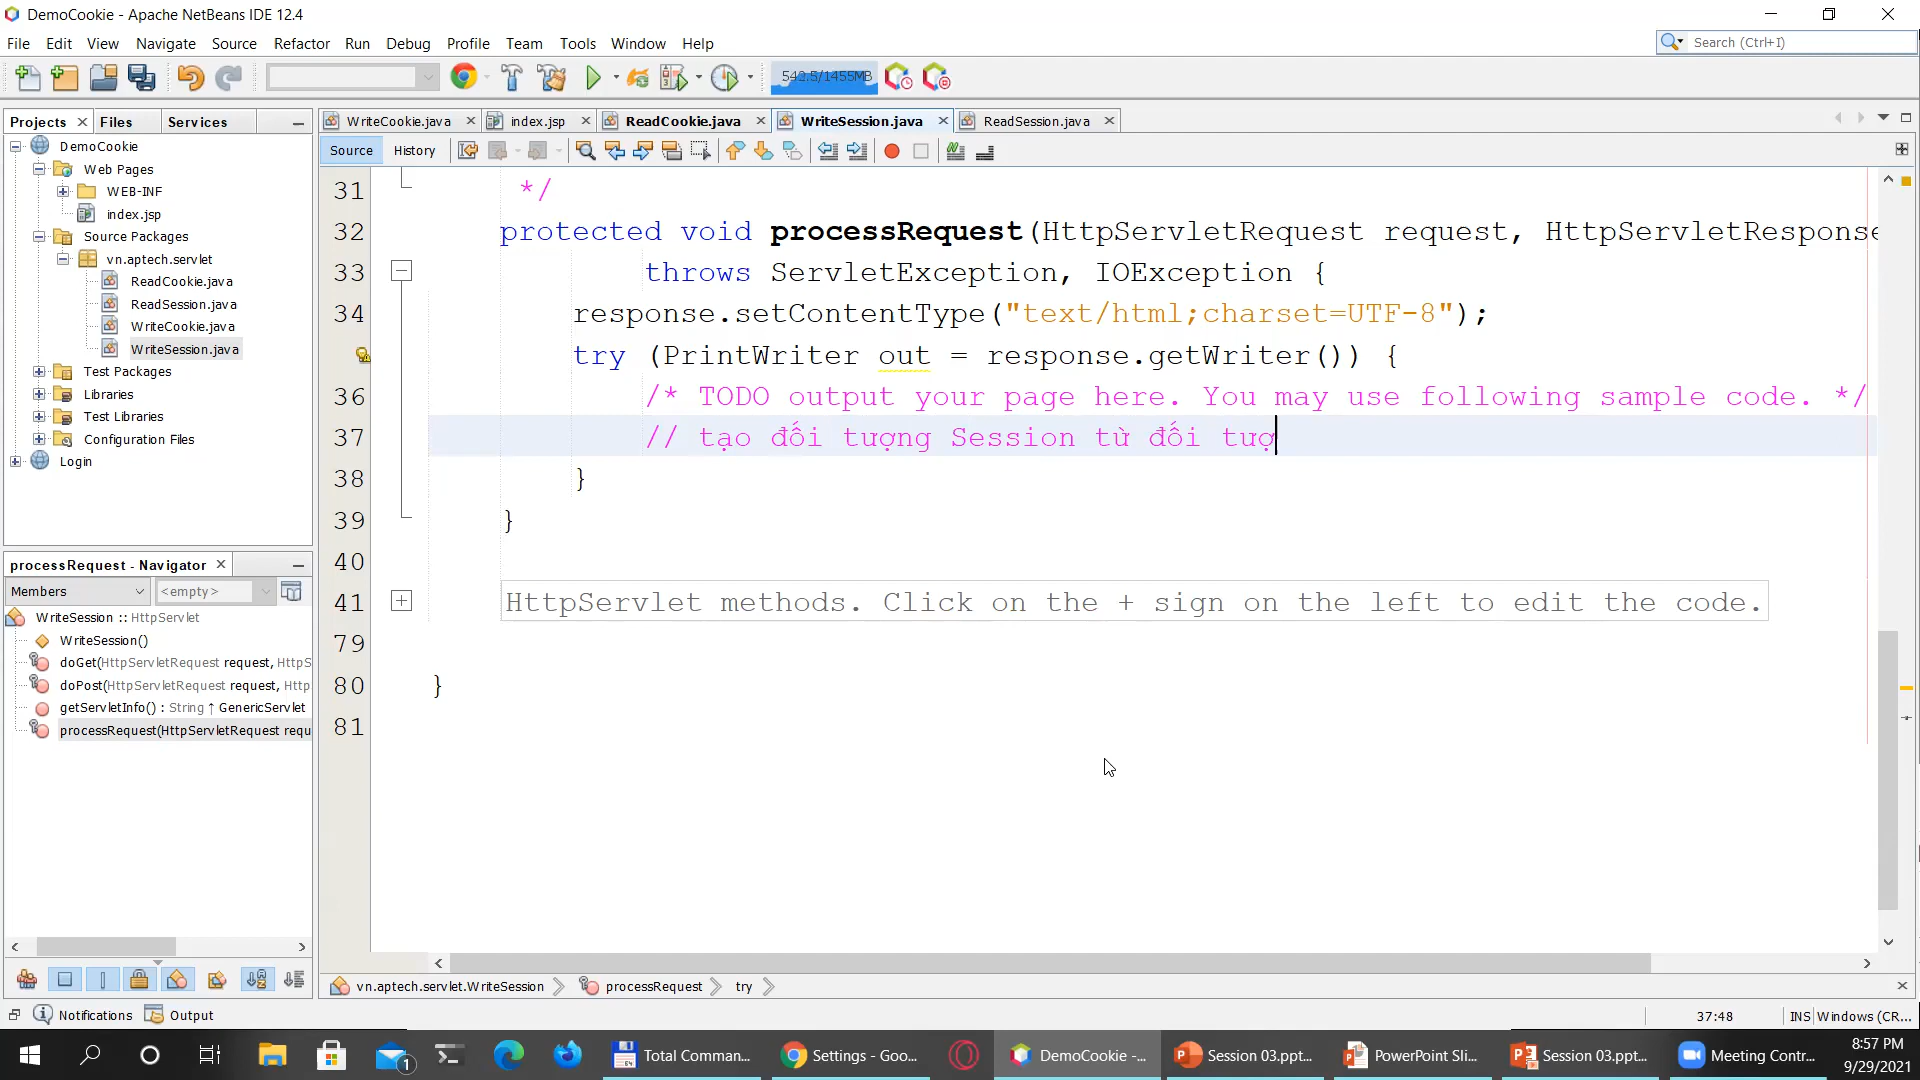 DemoCookie - Apache NetBeans IDE 12.4
File Edit View Navigate Source Refactor Run Debug Profile Team Tools Window Help
Search (Ctrl+I)
542.5/1455MB
Projects Files Services
WriteCookie.java index.jsp ReadCookie.java WriteSession.java ReadSession.java
Source History
DemoCookie
Web Pages
WEB-INF
index.jsp
Source Packages
vn.aptech.servlet
ReadCookie.java
ReadSession.java
WriteCookie.java
WriteSession.java
Test Packages
Libraries
Test Libraries
Configuration Files
Login
31 */
32 protected void processRequest(HttpServletRequest request, HttpServletResponse
33 throws ServletException, IOException {
34 response.setContentType("text/html;charset=UTF-8");
try (PrintWriter out = response.getWriter()) {
36 /* TODO output your page here. You may use following sample code. */
37 // tạo đối tượng Session từ đối tượ
38 }
39 }
40
41 HttpServlet methods. Click on the + sign on the left to edit the code.
79
80 }
81
processRequest - Navigator
Members <empty>
WriteSession :: HttpServlet
WriteSession()
doGet(HttpServletRequest request, HttpS
doPost(HttpServletRequest request, Http
getServletInfo() : String ↑ GenericServlet
processRequest(HttpServletRequest requ
vn.aptech.servlet.WriteSession processRequest try
Notifications Output
37:48 INS Windows (CR...
1
Total Comman... Settings - Goo... DemoCookie -... Session 03.ppt... PowerPoint Sli... Session 03.ppt... Meeting Contr...
8:57 PM
9/29/2021